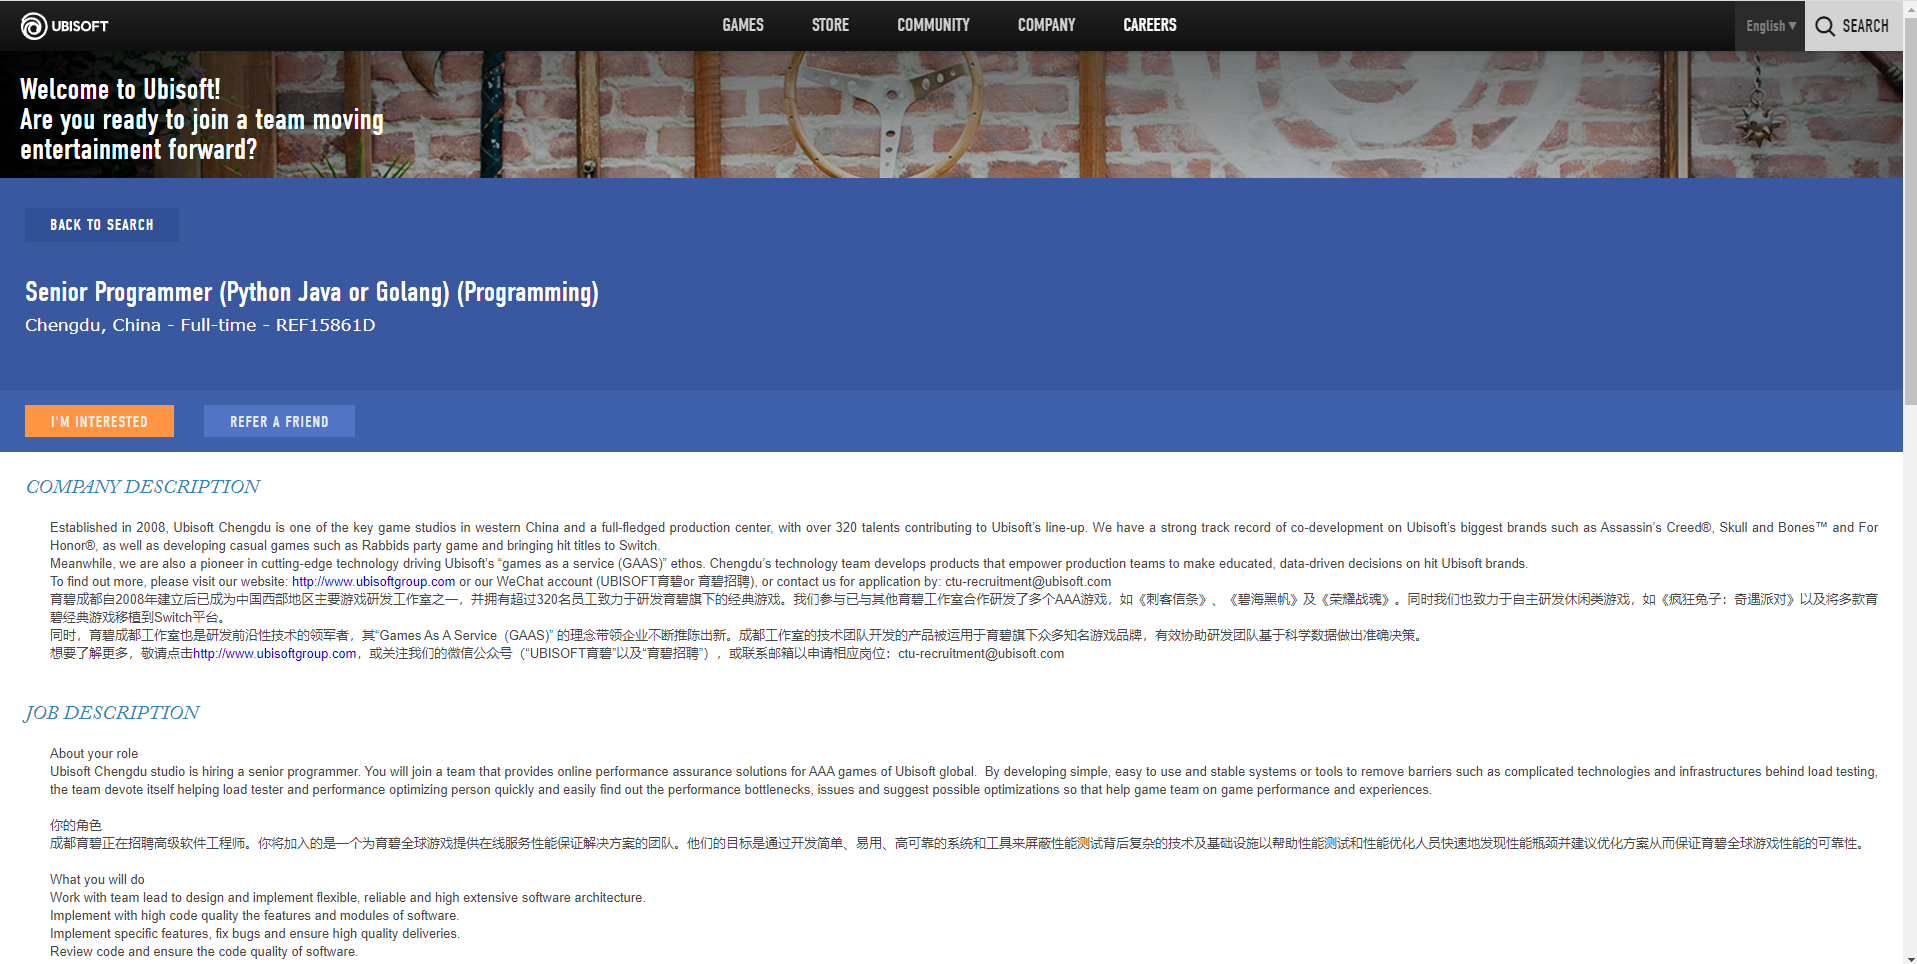 UBISOFT
GAMES
STORE
COMMUNITY
COMPANY
CAREERS
English ▾
SEARCH
Welcome to Ubisoft!
Are you ready to join a team moving
entertainment forward?
BACK TO SEARCH
Senior Programmer (Python Java or Golang) (Programming)
Chengdu, China - Full-time - REF15861D
I'M INTERESTED
REFER A FRIEND
COMPANY DESCRIPTION
Established in 2008, Ubisoft Chengdu is one of the key game studios in western China and a full-fledged production center, with over 320 talents contributing to Ubisoft's line-up. We have a strong track record of co-development on Ubisoft's biggest brands such as Assassin's Creed®, Skull and Bones™ and For
Honor®, as well as developing casual games such as Rabbids party game and bringing hit titles to Switch.
Meanwhile, we are also a pioneer in cutting-edge technology driving Ubisoft's “games as a service (GAAS)” ethos. Chengdu's technology team develops products that empower production teams to make educated, data-driven decisions on hit Ubisoft brands.
To find out more, please visit our website: http://www.ubisoftgroup.com or our WeChat account (UBISOFT育碧or 育碧招聘), or contact us for application by: ctu-recruitment@ubisoft.com
育碧成都自2008年建立后已成为中国西部地区主要游戏研发工作室之一，并拥有超过320名员工致力于研发育碧旗下的经典游戏。我们参与已与其他育碧工作室合作研发了多个AAA游戏，如《刺客信条》、《碧海黑帆》及《荣耀战魂》。同时我们也致力于自主研发休闲类游戏，如《疯狂兔子：奇遇派对》以及将多款育
碧经典游戏移植到Switch平台。
同时，育碧成都工作室也是研发前沿性技术的领军者，其“Games As A Service（GAAS)” 的理念带领企业不断推陈出新。成都工作室的技术团队开发的产品被运用于育碧旗下众多知名游戏品牌，有效协助研发团队基于科学数据做出准确决策。
想要了解更多，敬请点击http://www.ubisoftgroup.com，或关注我们的微信公众号（“UBISOFT育碧”以及“育碧招聘”），或联系邮箱以申请相应岗位：ctu-recruitment@ubisoft.com
JOB DESCRIPTION
About your role
Ubisoft Chengdu studio is hiring a senior programmer. You will join a team that provides online performance assurance solutions for AAA games of Ubisoft global.  By developing simple, easy to use and stable systems or tools to remove barriers such as complicated technologies and infrastructures behind load testing,
the team devote itself helping load tester and performance optimizing person quickly and easily find out the performance bottlenecks, issues and suggest possible optimizations so that help game team on game performance and experiences.
你的角色
成都育碧正在招聘高级软件工程师。你将加入的是一个为育碧全球游戏提供在线服务性能保证解决方案的团队。他们的目标是通过开发简单、易用、高可靠的系统和工具来屏蔽性能测试背后复杂的技术及基础设施以帮助性能测试和性能优化人员快速地发现性能瓶颈并建议优化方案从而保证育碧全球游戏性能的可靠性。
What you will do
Work with team lead to design and implement flexible, reliable and high extensive software architecture.
Implement with high code quality the features and modules of software.
Implement specific features, fix bugs and ensure high quality deliveries.
Review code and ensure the code quality of software.